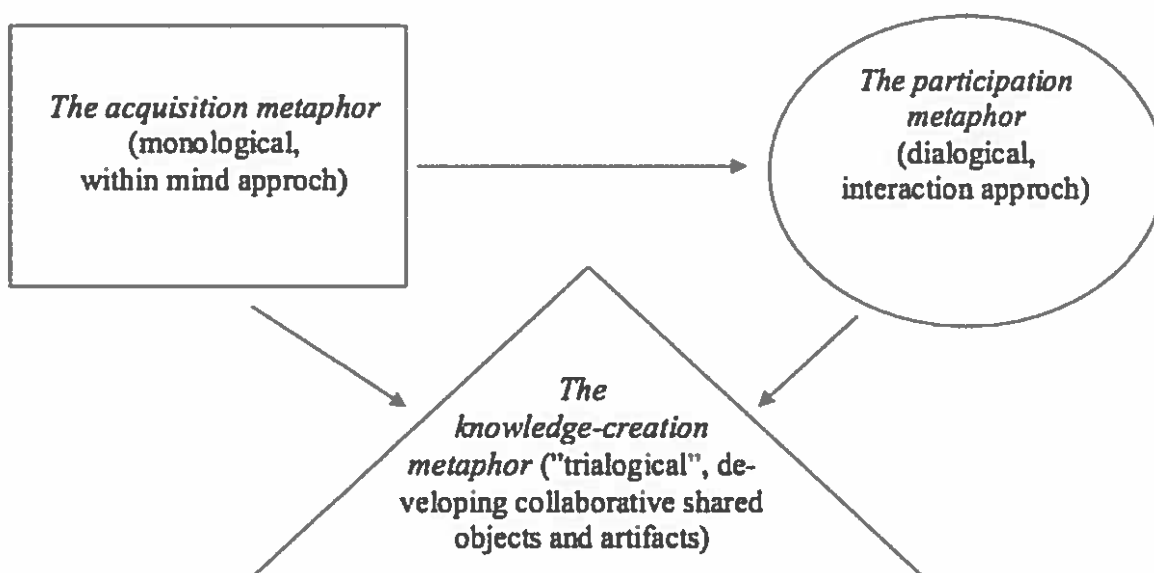 The acquisition metaphor
(monological,
within mind approch)
The participation
metaphor
(dialogical,
interaction approch)
The
knowledge-creation
metaphor ("trialogical", de-
veloping collaborative shared
objects and artifacts)